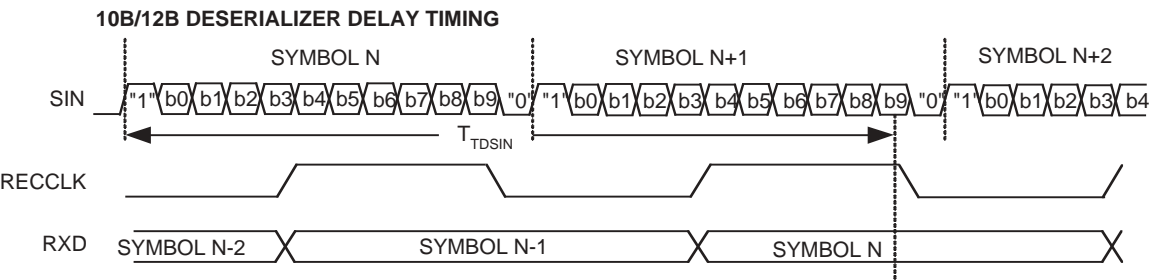 10B/12B DESERIALIZER DELAY TIMING
SYMBOL N SYMBOL N+1 SYMBOL N+2
SIN "1" b0 b1 b2 b3 b4 b5 b6 b7 b8 b9 "0" "1" b0 b1 b2 b3 b4 b5 b6 b7 b8 b9 "0" "1" b0 b1 b2 b3 b4
TTDSIN
RECCLK
RXD SYMBOL N-2 SYMBOL N-1 SYMBOL N